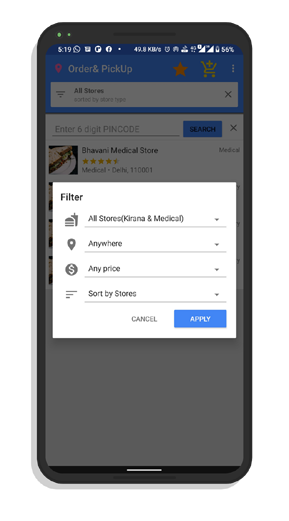 5:19 49.8 KB/s 56%
Order& PickUp
All Stores
sorted by store type
Enter 6 digit PINCODE SEARCH
Bhavani Medical Store Medical
Medical • Delhi, 110001
Filter
All Stores(Kirana & Medical)
Anywhere
Any price
Sort by Stores
CANCEL APPLY